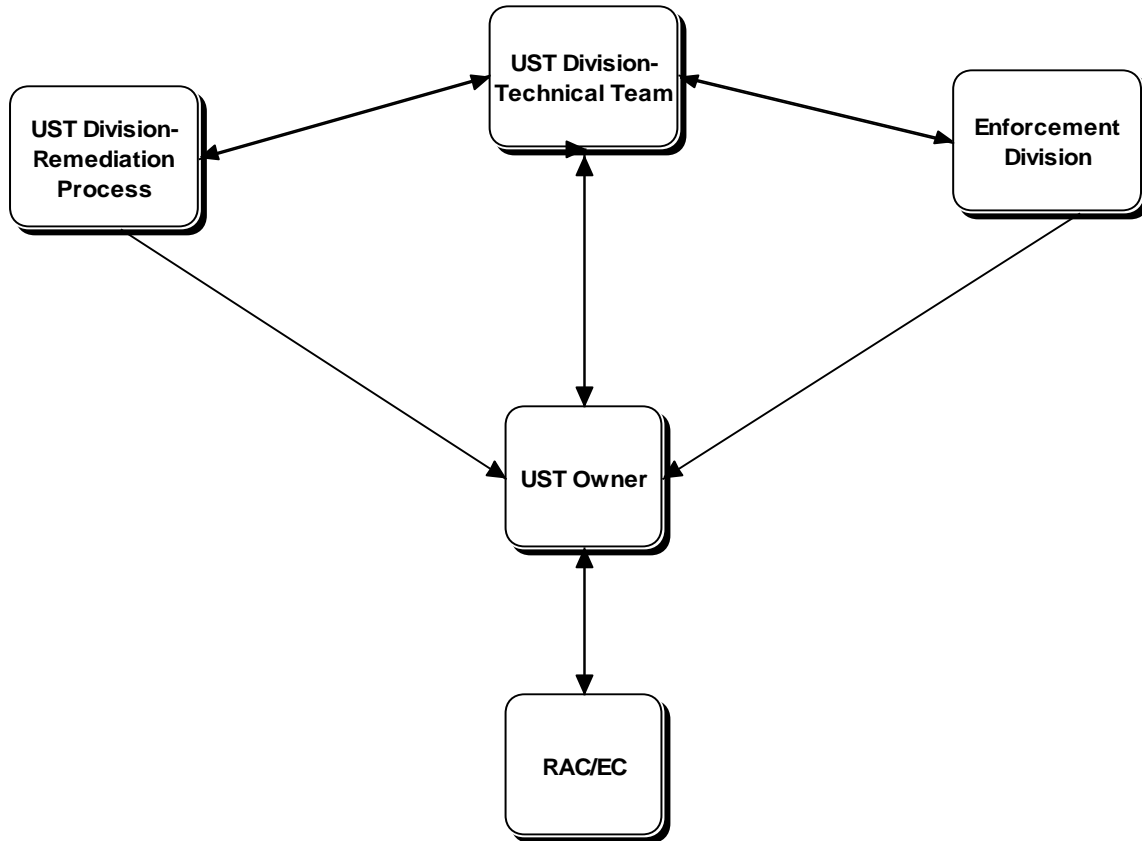 UST Division-
Technical Team
UST Division-
Remediation
Process
Enforcement
Division
UST Owner
RAC/EC